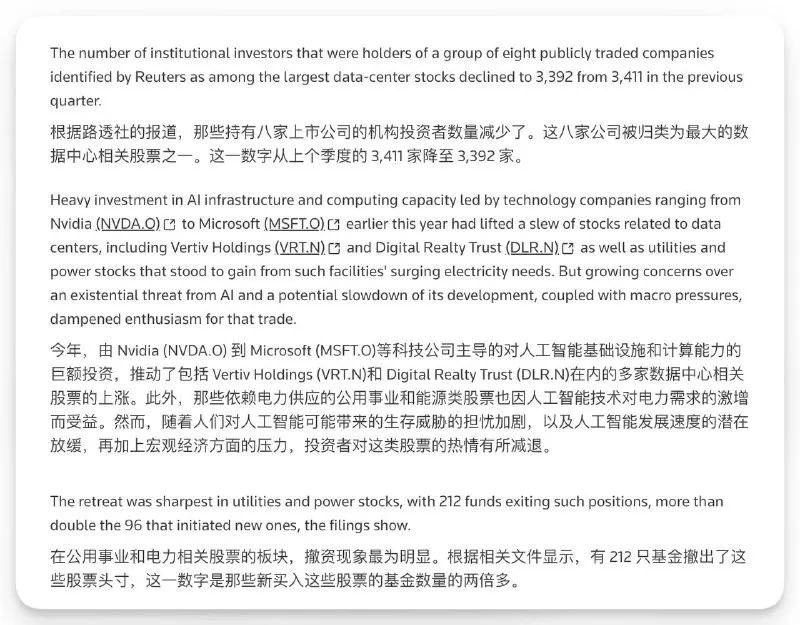 The number of institutional investors that were holders of a group of eight publicly traded companies
identified by Reuters as among the largest data-center stocks declined to 3,392 from 3,411 in the previous
quarter.
根据路透社的报道，那些持有八家上市公司的机构投资者数量减少了。这八家公司被归类为最大的数
据中心相关股票之一。这一数字从上个季度的 3,411 家降至 3,392 家。
Heavy investment in AI infrastructure and computing capacity led by technology companies ranging from
Nvidia (NVDA.O) to Microsoft (MSFT.O) earlier this year had lifted a slew of stocks related to data
centers, including Vertiv Holdings (VRT.N) and Digital Realty Trust (DLR.N) as well as utilities and
power stocks that stood to gain from such facilities' surging electricity needs. But growing concerns over
an existential threat from AI and a potential slowdown of its development, coupled with macro pressures,
dampened enthusiasm for that trade.
今年，由 Nvidia (NVDA.O) 到 Microsoft (MSFT.O)等科技公司主导的对人工智能基础设施和计算能力的
巨额投资，推动了包括 Vertiv Holdings (VRT.N)和 Digital Realty Trust (DLR.N)在内的多家数据中心相关
股票的上涨。此外，那些依赖电力供应的公用事业和能源类股票也因人工智能技术对电力需求的激增
而受益。然而，随着人们对人工智能可能带来的生存威胁的担忧加剧，以及人工智能发展速度的潜在
放缓，再加上宏观经济方面的压力，投资者对这类股票的热情有所减退。
The retreat was sharpest in utilities and power stocks, with 212 funds exiting such positions, more than
double the 96 that initiated new ones, the filings show.
在公用事业和电力相关股票的板块，撤资现象最为明显。根据相关文件显示，有 212 只基金撤出了这
些股票头寸，这一数字是那些新买入这些股票的基金数量的两倍多。